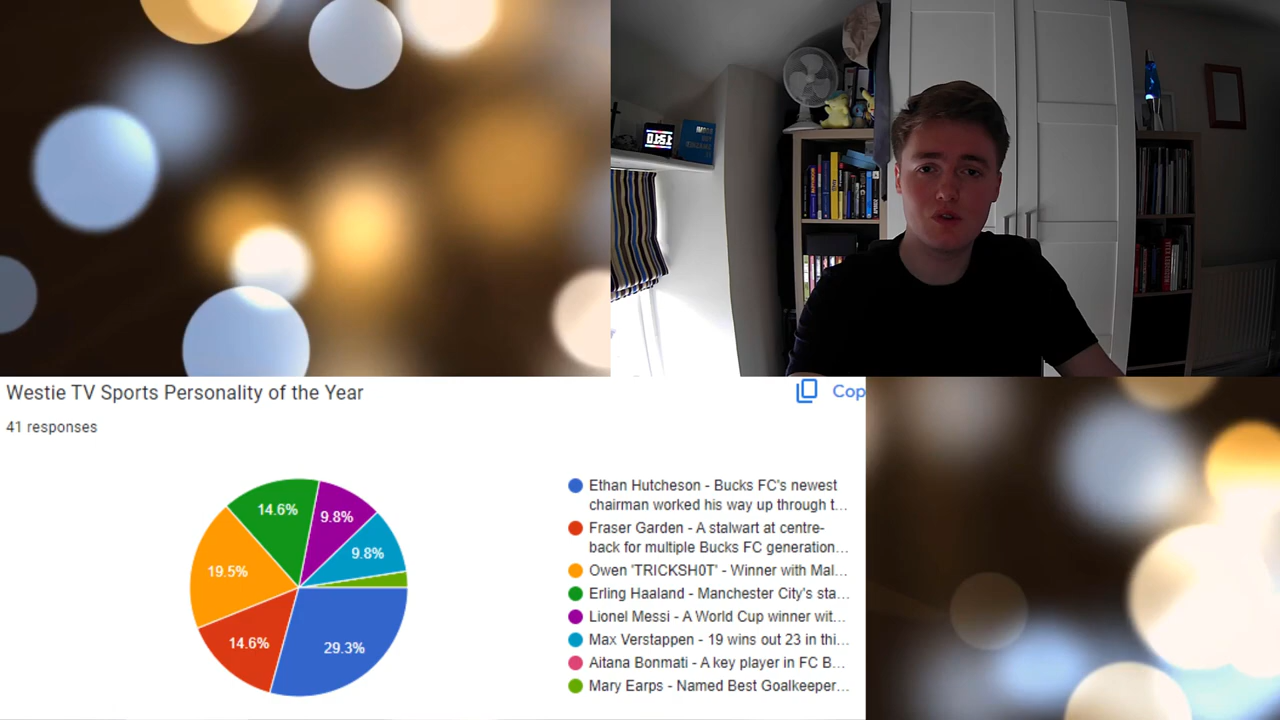 Westie TV Sports Personality of the Year
Cop
41 responses
14.6%
9.8%
9.8%
19.5%
14.6%
29.3%
Ethan Hutcheson - Bucks FC's newest
chairman worked his way up through t...
Fraser Garden - A stalwart at centre-
back for multiple Bucks FC generation...
Owen 'TRICKSH0T' - Winner with Mal...
Erling Haaland - Manchester City's sta...
Lionel Messi - A World Cup winner wit...
Max Verstappen - 19 wins out 23 in thi...
Aitana Bonmati - A key player in FC B...
Mary Earps - Named Best Goalkeeper...